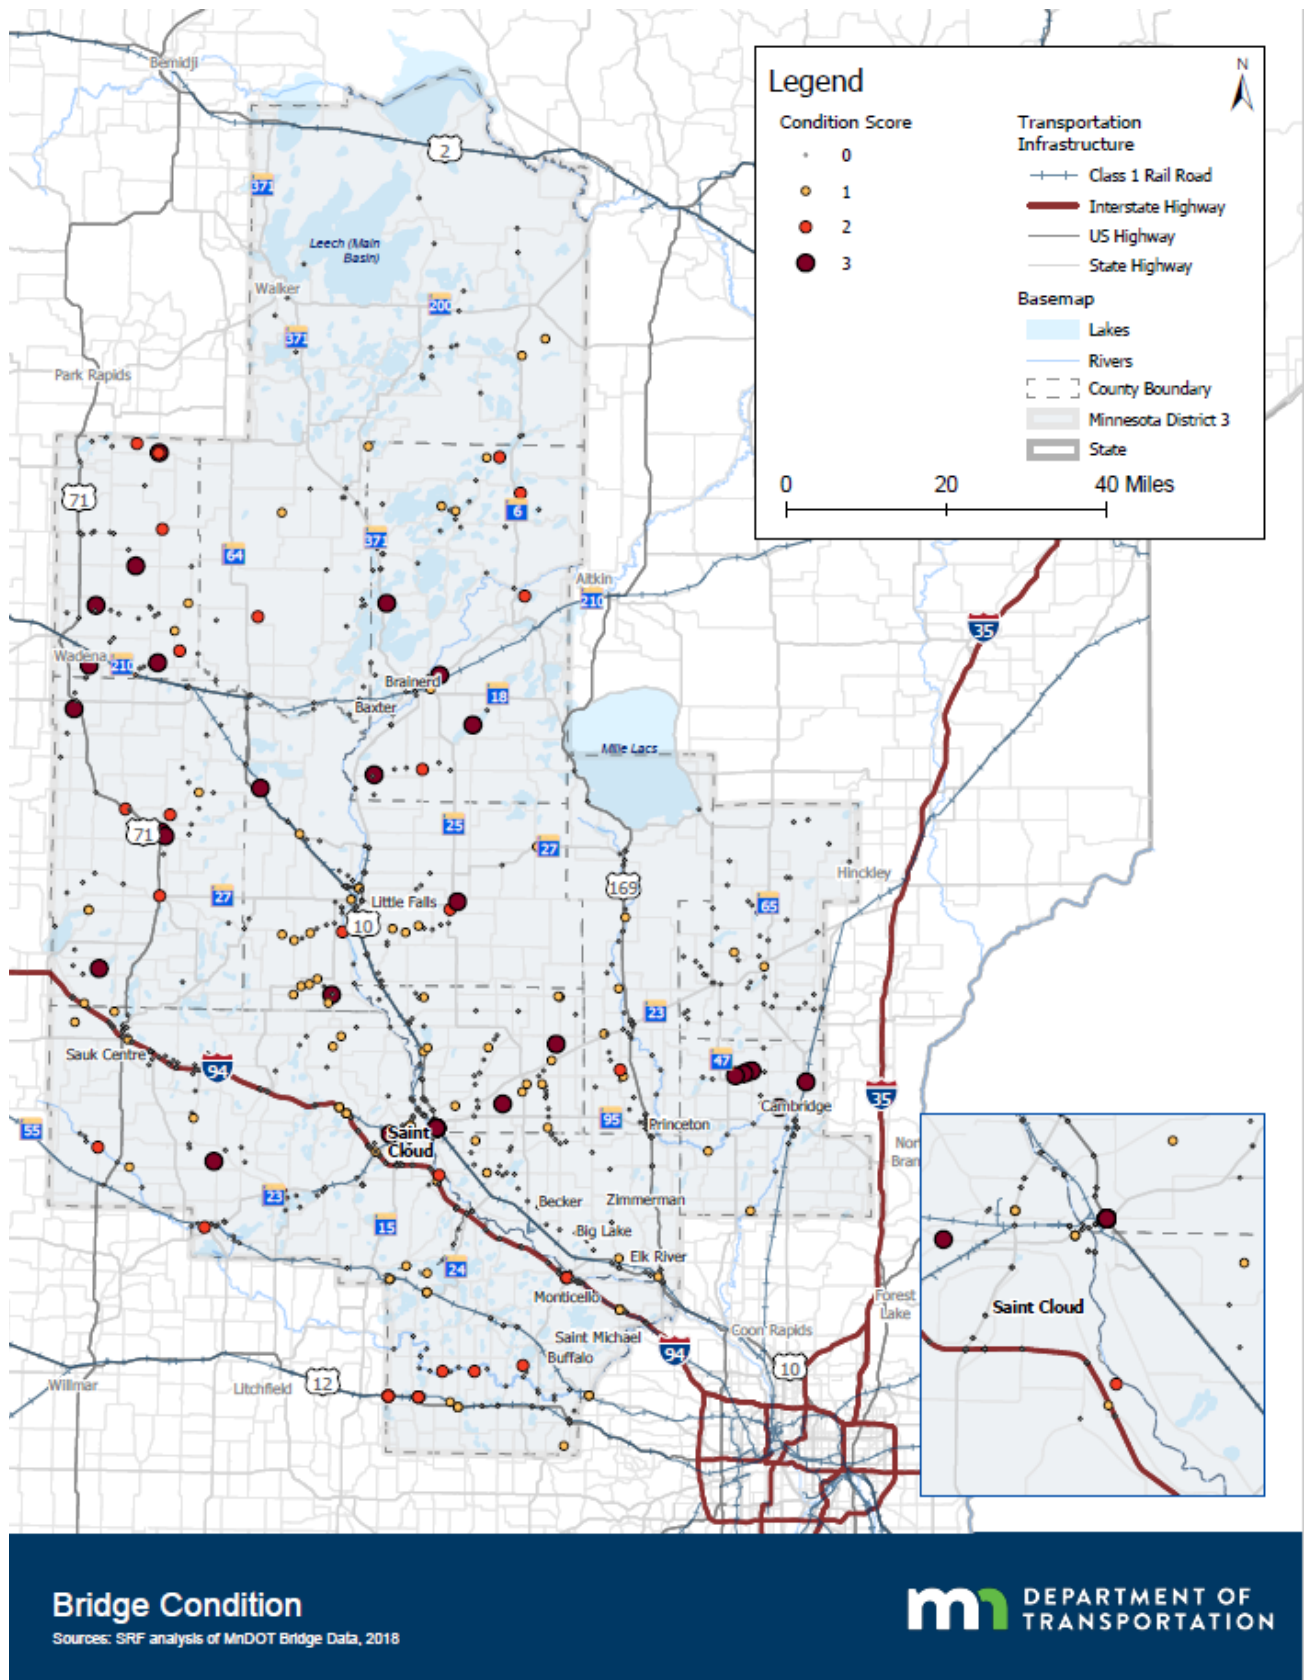 Bemidji
2
371
Leech (Main
Basin)
Walker
200
371
Park Rapids
71
6
64
371
Aitkin
210
Wadena
210
Brainerd
18
Baxter
Mille Lacs
71
25
27
Hinckley
169
27
Little Falls
65
10
23
Sauk Centre
94
47
35
35
55
Cambridge
95
Princeton
Saint
Cloud
Nor
Bran
23
Becker
Zimmerman
15
Big Lake
24
Elk River
Monticello
Forest
Lake
Saint Michael
Coon Rapids
Buffalo
94
10
Willmar
Litchfield
12
Legend
N
Condition Score
0
1
2
3
Transportation
Infrastructure
Class 1 Rail Road
Interstate Highway
US Highway
State Highway
Basemap
Lakes
Rivers
County Boundary
Minnesota District 3
State
0 20 40 Miles
Saint Cloud
Bridge Condition
Sources: SRF analysis of MnDOT Bridge Data, 2018
mn DEPARTMENT OF
TRANSPORTATION